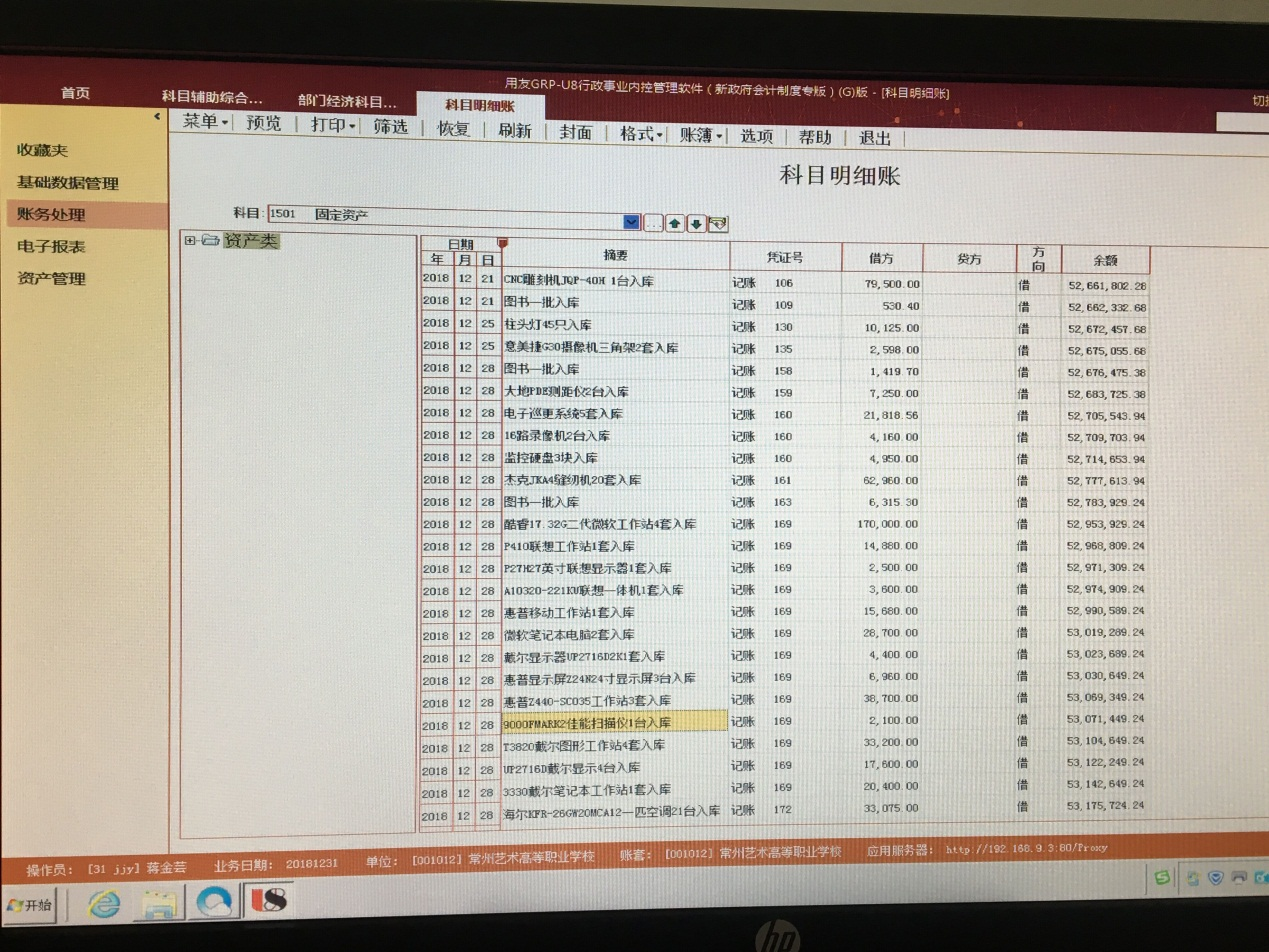 用友GRP-U8行政事业内控管理软件（新政府会计制度专版）(G)版 - [科目明细账]
首页 科目辅助综合... 部门经济科目... 科目明细账 切换
菜单 预览 打印 筛选 恢复 刷新 封面 格式 账簿 选项 帮助 退出
收藏夹
基础数据管理
账务处理
电子报表
资产管理
科目明细账
科目: 1501 固定资产
资产类
日期 摘要 凭证号 借方 贷方 方向 余额
年 月 日
2018 12 21 CNC雕刻机JQP-40H 1台入库 记账 106 79,500.00 借 52,661,802.28
2018 12 21 图书一批入库 记账 109 530.40 借 52,662,332.68
2018 12 25 柱头灯45只入库 记账 130 10,125.00 借 52,672,457.68
2018 12 25 意美捷G30摄像机三角架2套入库 记账 135 2,598.00 借 52,675,055.68
2018 12 28 图书一批入库 记账 158 1,419.70 借 52,676,475.38
2018 12 28 大地PDE测距仪2台入库 记账 159 7,250.00 借 52,683,725.38
2018 12 28 电子巡更系统5套入库 记账 160 21,818.56 借 52,705,543.94
2018 12 28 16路录像机2台入库 记账 160 4,160.00 借 52,709,703.94
2018 12 28 监控硬盘3块入库 记账 160 4,950.00 借 52,714,653.94
2018 12 28 杰克JKA4缝纫机20套入库 记账 161 62,960.00 借 52,777,613.94
2018 12 28 图书一批入库 记账 163 6,315.30 借 52,783,929.24
2018 12 28 酷睿17.32G二代微软工作站4套入库 记账 169 170,000.00 借 52,953,929.24
2018 12 28 P410联想工作站1套入库 记账 169 14,880.00 借 52,968,809.24
2018 12 28 P27H27英寸联想显示器1套入库 记账 169 2,500.00 借 52,971,309.24
2018 12 28 A10320-221KU联想一体机1套入库 记账 169 3,600.00 借 52,974,909.24
2018 12 28 惠普移动工作站1套入库 记账 169 15,680.00 借 52,990,589.24
2018 12 28 微软笔记本电脑2套入库 记账 169 28,700.00 借 53,019,289.24
2018 12 28 戴尔显示器UP2716D2K1套入库 记账 169 4,400.00 借 53,023,689.24
2018 12 28 惠普显示屏Z24N24寸显示屏3台入库 记账 169 6,960.00 借 53,030,649.24
2018 12 28 惠普Z440-SC035工作站3套入库 记账 169 38,700.00 借 53,069,349.24
2018 12 28 9000FMARK2佳能扫描仪1台入库 记账 169 2,100.00 借 53,071,449.24
2018 12 28 T3820戴尔图形工作站4套入库 记账 169 33,200.00 借 53,104,649.24
2018 12 28 UP2716D戴尔显示4台入库 记账 169 17,600.00 借 53,122,249.24
2018 12 28 3330戴尔笔记本工作站1套入库 记账 169 20,400.00 借 53,142,649.24
2018 12 28 海尔KFR-26GW20MCA12一匹空调21台入库 记账 172 33,075.00 借 53,175,724.24
操作员: [31 jjy] 蒋金芸 业务日期: 20181231 单位: [001012] 常州艺术高等职业学校 账套: [001012] 常州艺术高等职业学校 应用服务器: http://192.168.9.3:80/Proxy
开始
hp